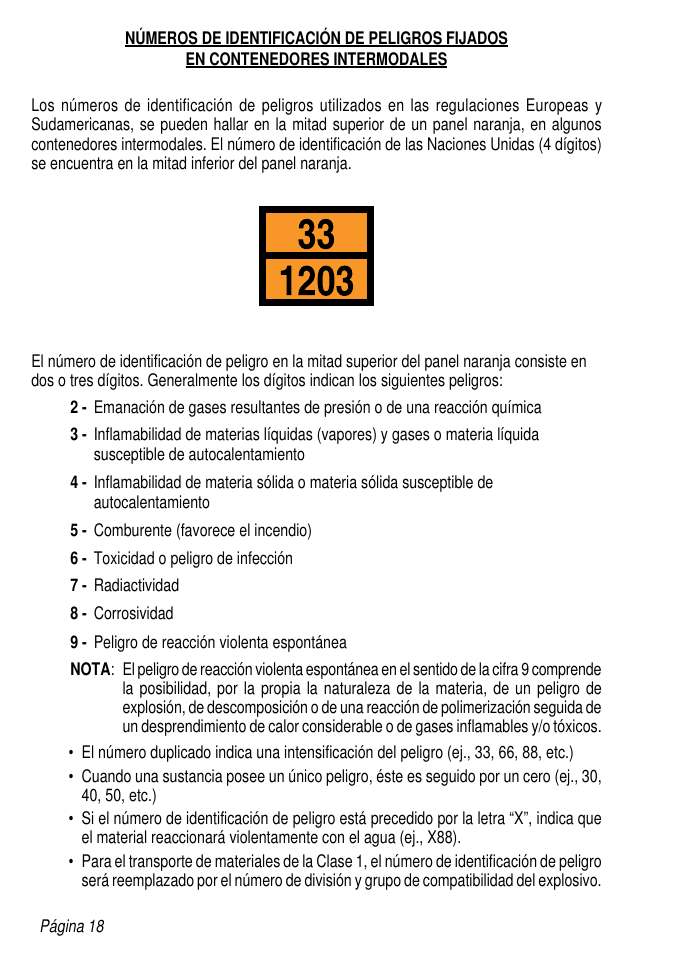 NÚMEROS DE IDENTIFICACIÓN DE PELIGROS FIJADOS
EN CONTENEDORES INTERMODALES
Los números de identificación de peligros utilizados en las regulaciones Europeas y
Sudamericanas, se pueden hallar en la mitad superior de un panel naranja, en algunos
contenedores intermodales. El número de identificación de las Naciones Unidas (4 dígitos)
se encuentra en la mitad inferior del panel naranja.
33
1203
El número de identificación de peligro en la mitad superior del panel naranja consiste en
dos o tres dígitos. Generalmente los dígitos indican los siguientes peligros:
2 - Emanación de gases resultantes de presión o de una reacción química
3 - Inflamabilidad de materias líquidas (vapores) y gases o materia líquida
susceptible de autocalentamiento
4 - Inflamabilidad de materia sólida o materia sólida susceptible de
autocalentamiento
5 - Comburente (favorece el incendio)
6 - Toxicidad o peligro de infección
7 - Radiactividad
8 - Corrosividad
9 - Peligro de reacción violenta espontánea
NOTA: El peligro de reacción violenta espontánea en el sentido de la cifra 9 comprende
la posibilidad, por la propia la naturaleza de la materia, de un peligro de
explosión, de descomposición o de una reacción de polimerización seguida de
un desprendimiento de calor considerable o de gases inflamables y/o tóxicos.
• El número duplicado indica una intensificación del peligro (ej., 33, 66, 88, etc.)
• Cuando una sustancia posee un único peligro, éste es seguido por un cero (ej., 30,
40, 50, etc.)
• Si el número de identificación de peligro está precedido por la letra “X”, indica que
el material reaccionará violentamente con el agua (ej., X88).
• Para el transporte de materiales de la Clase 1, el número de identificación de peligro
será reemplazado por el número de división y grupo de compatibilidad del explosivo.
Página 18